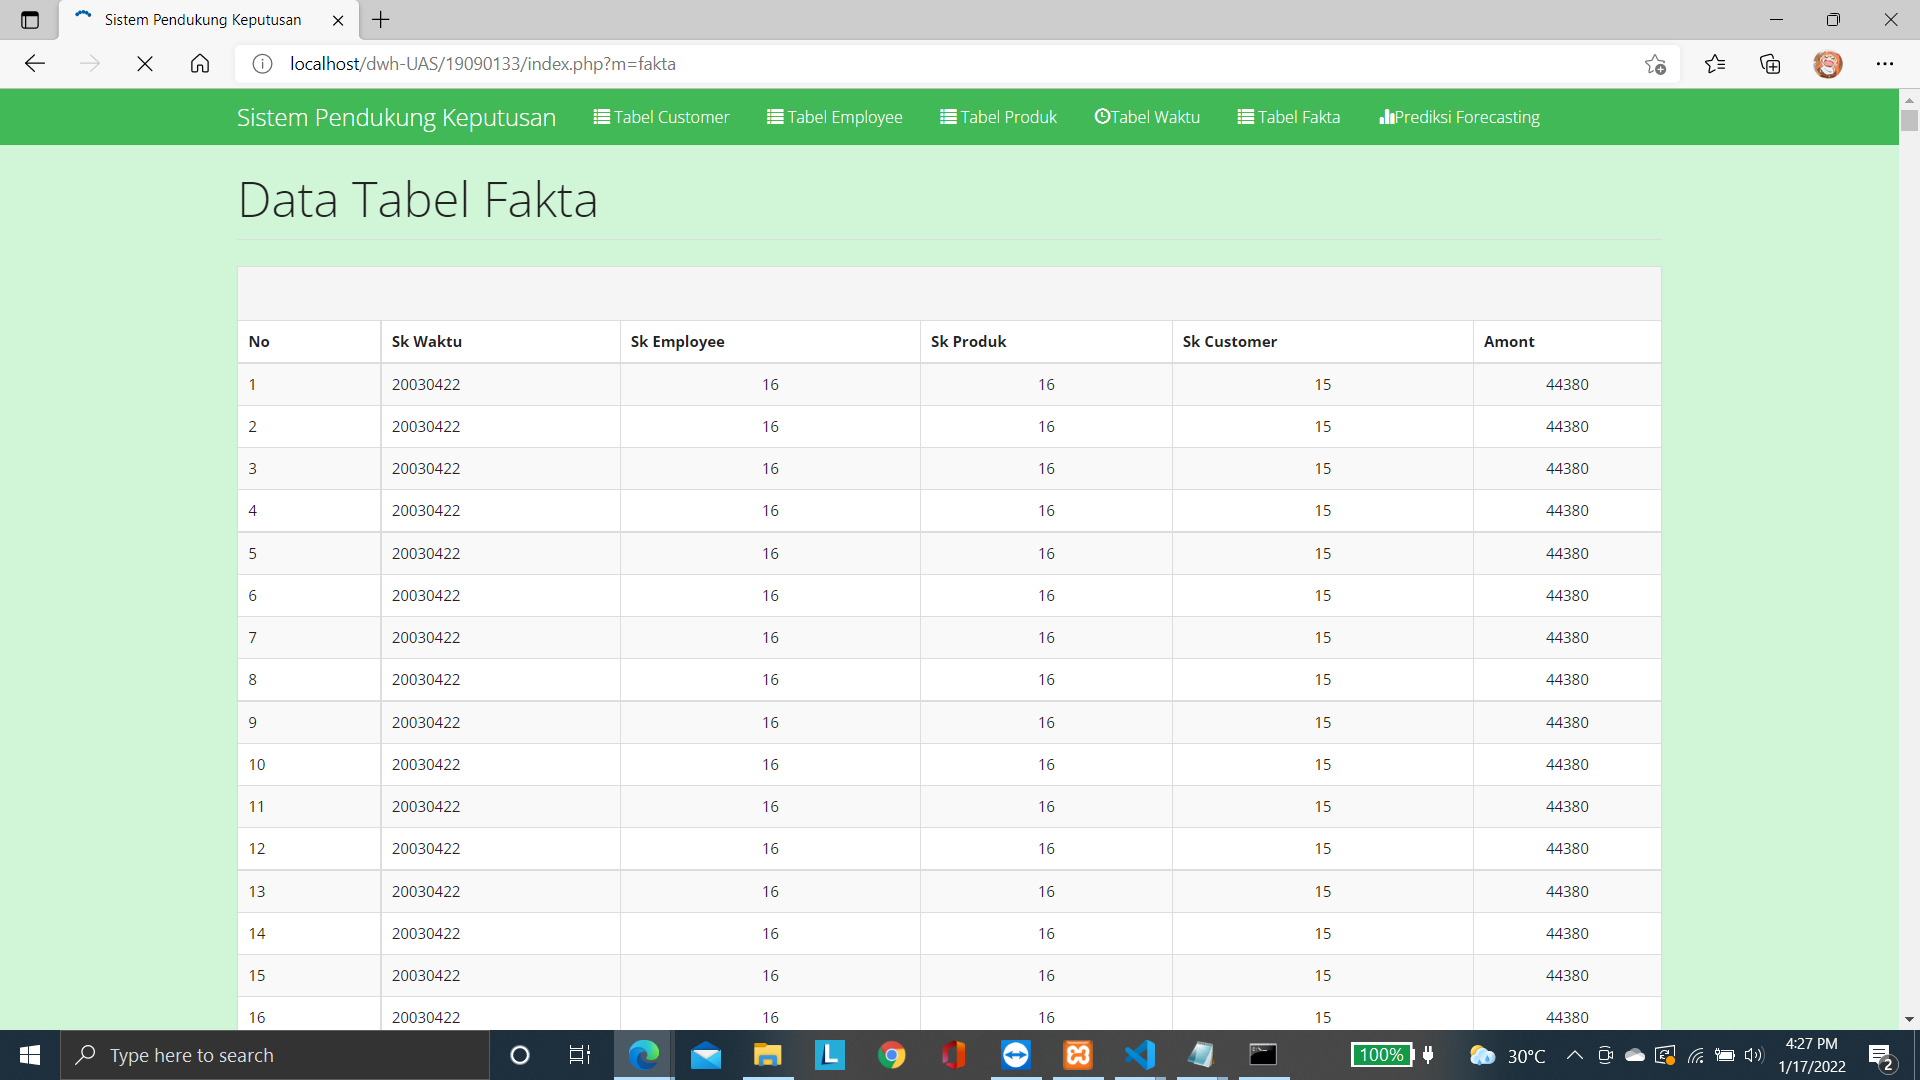 Sistem Pendukung Keputusan
localhost/dwh-UAS/19090133/index.php?m=fakta
Sistem Pendukung Keputusan Tabel Customer Tabel Employee Tabel Produk Tabel Waktu Tabel Fakta Prediksi Forecasting
Data Tabel Fakta
No Sk Waktu Sk Employee Sk Produk Sk Customer Amont
1 20030422 16 16 15 44380
2 20030422 16 16 15 44380
3 20030422 16 16 15 44380
4 20030422 16 16 15 44380
5 20030422 16 16 15 44380
6 20030422 16 16 15 44380
7 20030422 16 16 15 44380
8 20030422 16 16 15 44380
9 20030422 16 16 15 44380
10 20030422 16 16 15 44380
11 20030422 16 16 15 44380
12 20030422 16 16 15 44380
13 20030422 16 16 15 44380
14 20030422 16 16 15 44380
15 20030422 16 16 15 44380
16 20030422 16 16 15 44380
Type here to search L 100% 30°C 4:27 PM
1/17/2022 2